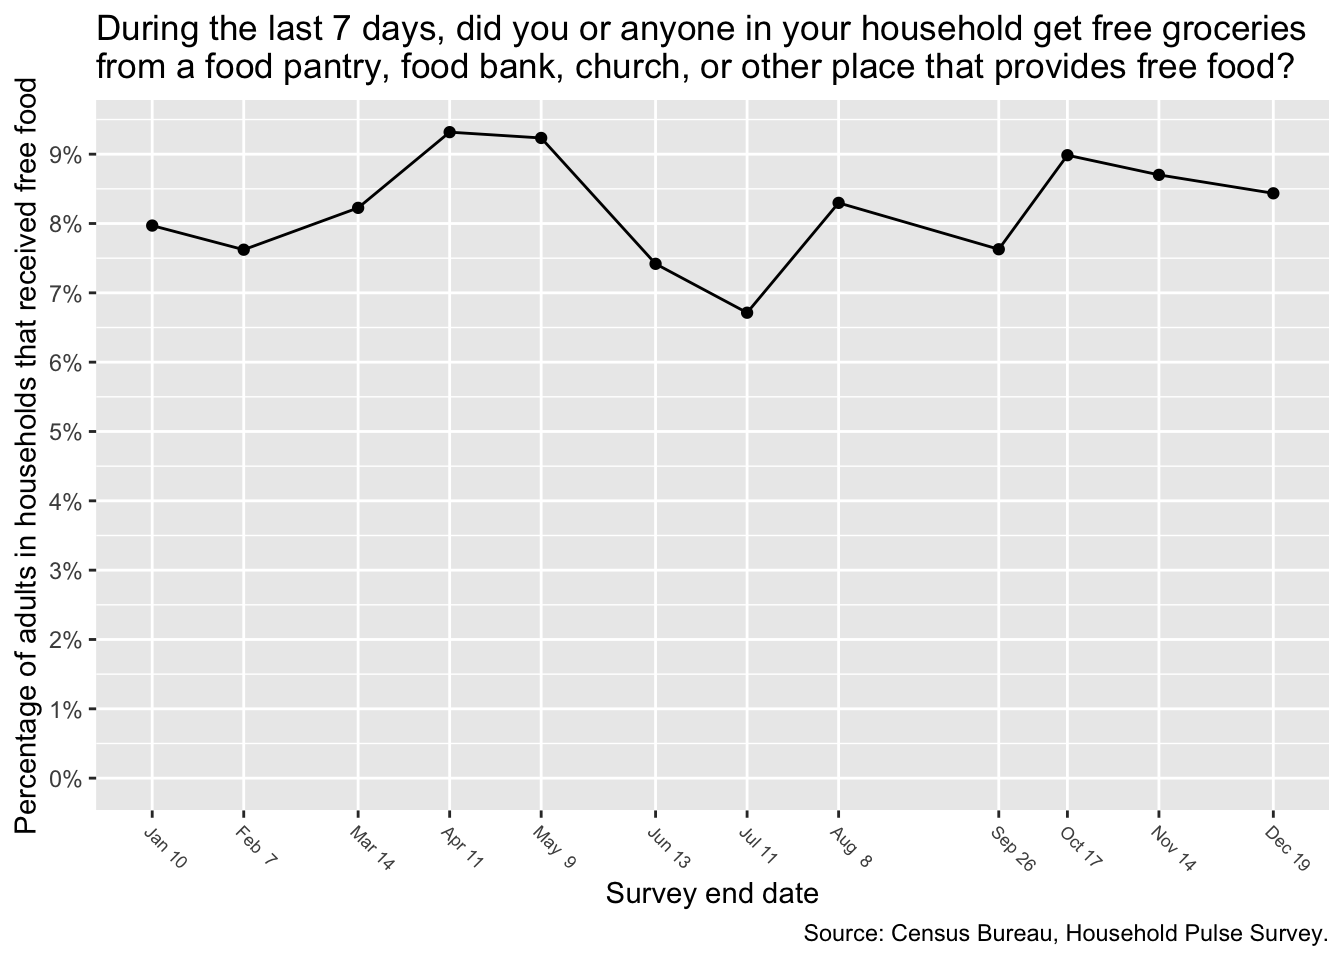 During the last 7 days, did you or anyone in your household get free groceries
from a food pantry, food bank, church, or other place that provides free food?
Percentage of adults in households that received free food
9%
8%
7%
6%
5%
4%
3%
2%
1%
0%
Jan 10
Feb 7
Mar 14
Apr 11
May 9
Jun 13
Jul 11
Aug 8
Sep 26
Oct 17
Nov 14
Dec 19
Survey end date
Source: Census Bureau, Household Pulse Survey.